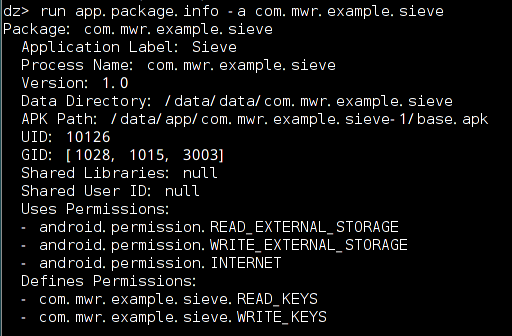 dz> run app.package.info -a com.mwr.example.sieve
Package: com.mwr.example.sieve
Application Label: Sieve
Process Name: com.mwr.example.sieve
Version: 1.0
Data Directory: /data/data/com.mwr.example.sieve
APK Path: /data/app/com.mwr.example.sieve-1/base.apk
UID: 10126
GID: [1028, 1015, 3003]
Shared Libraries: null
Shared User ID: null
Uses Permissions:
- android.permission.READ_EXTERNAL_STORAGE
- android.permission.WRITE_EXTERNAL_STORAGE
- android.permission.INTERNET
Defines Permissions:
- com.mwr.example.sieve.READ_KEYS
- com.mwr.example.sieve.WRITE_KEYS